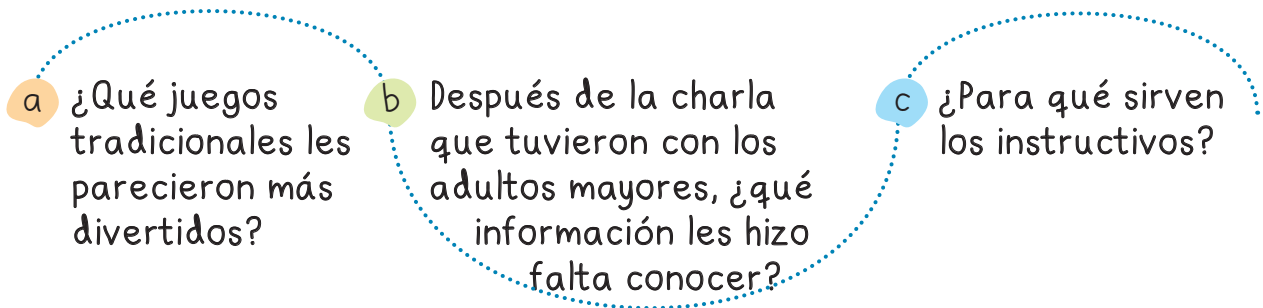 a
¿Qué juegos
tradicionales les
parecieron más
divertidos?
b
Después de la charla
que tuvieron con los
adultos mayores, ¿qué
información les hizo
falta conocer?
c
¿Para qué sirven
los instructivos?